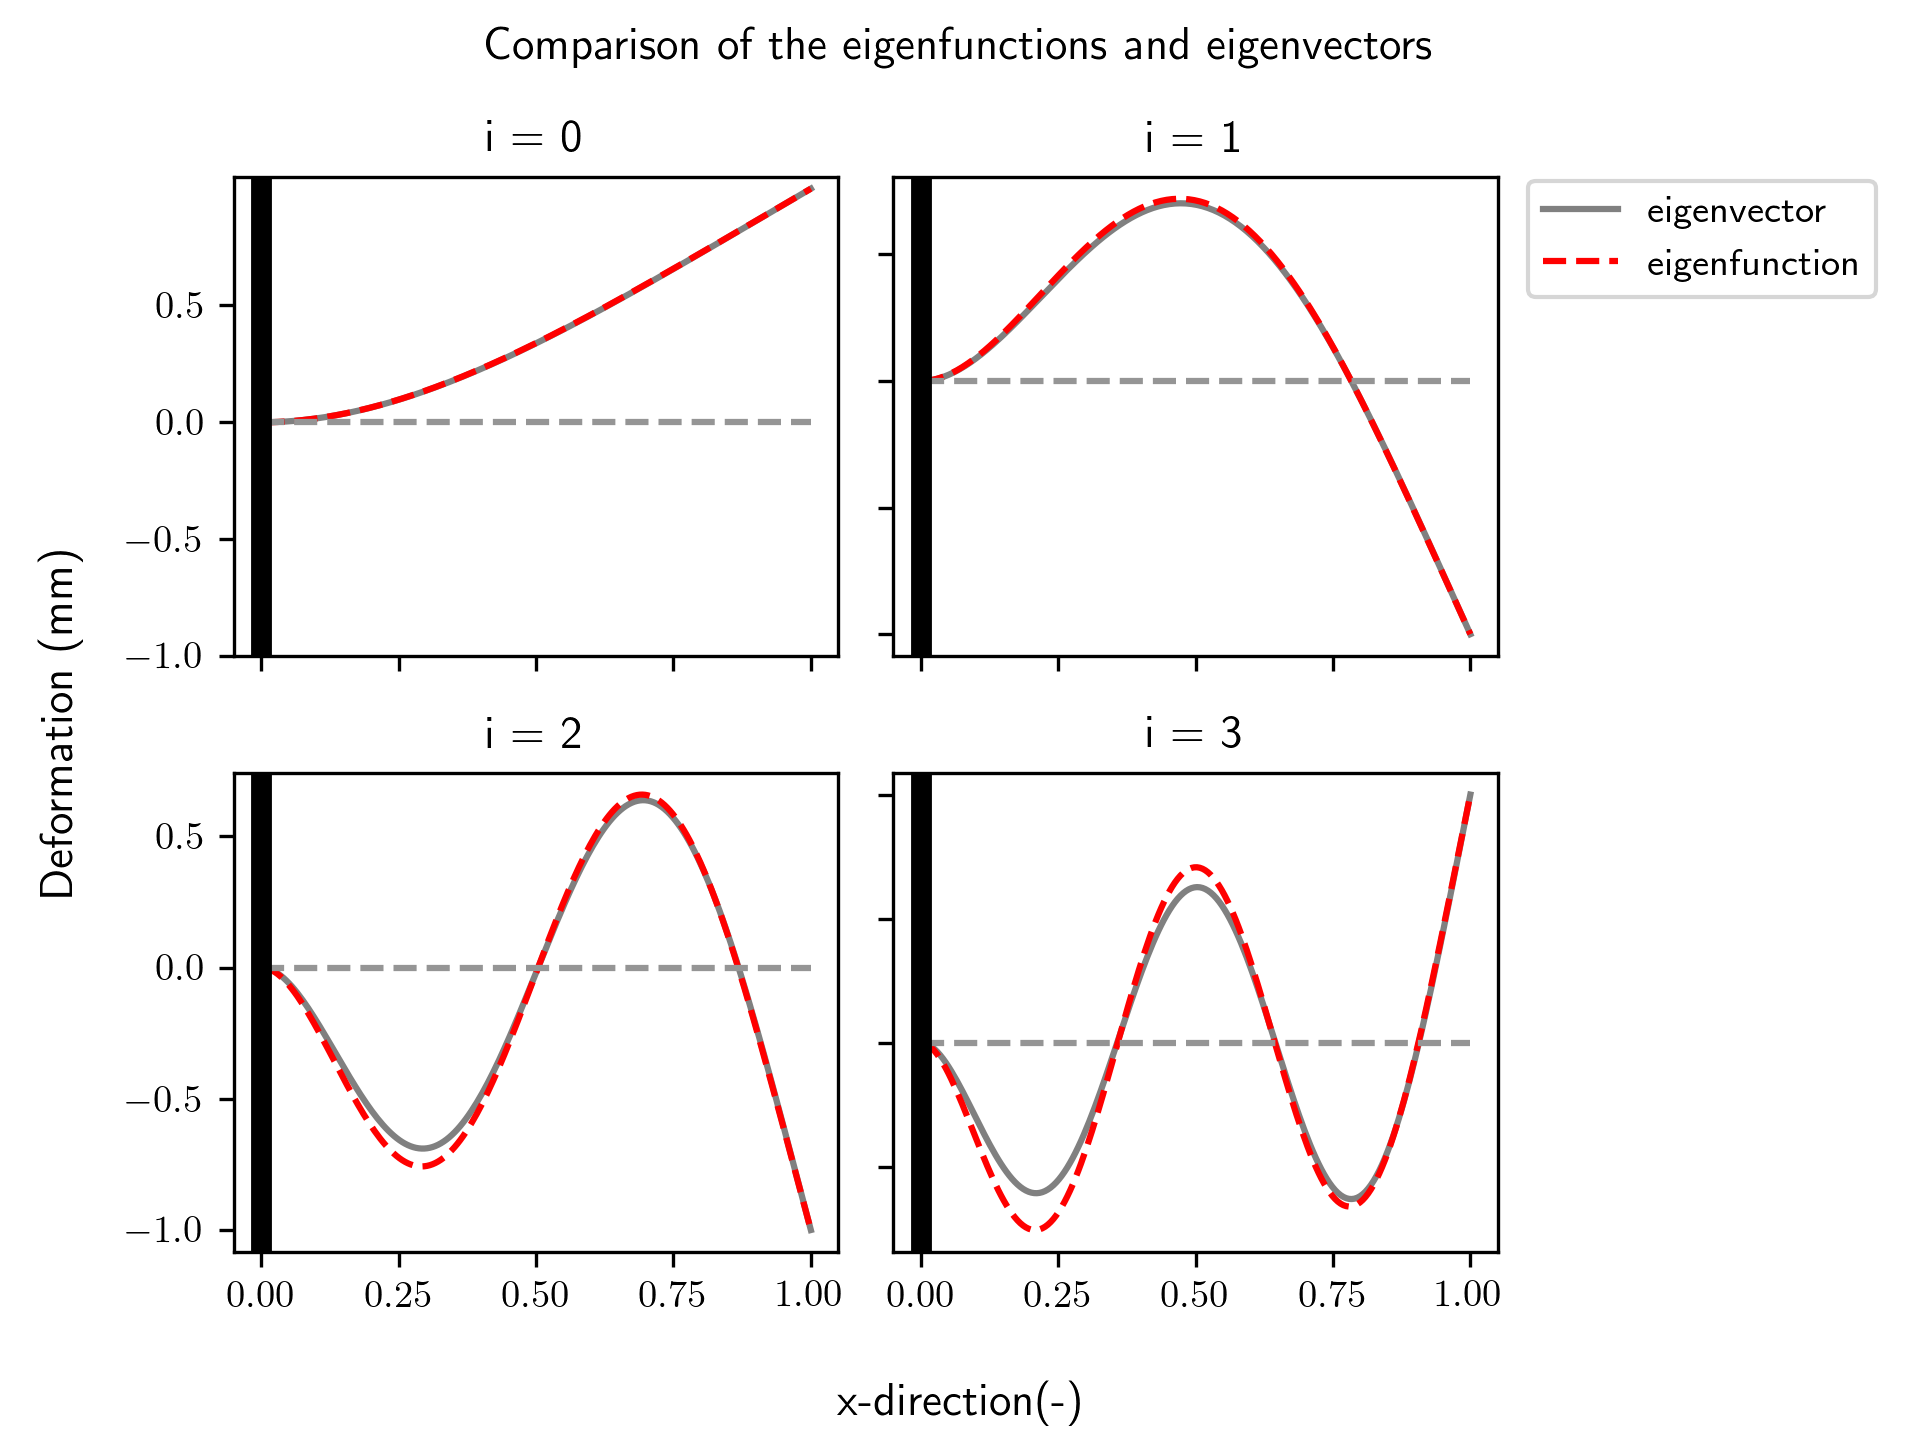 Comparison of the eigenfunctions and eigenvectors
i = 0
i = 1
eigenvector
eigenfunction
0.5
0.0
−0.5
−1.0
Deformation (mm)
i = 2
i = 3
0.5
0.0
−0.5
−1.0
0.00 0.25 0.50 0.75 1.00
0.00 0.25 0.50 0.75 1.00
x-direction(-)